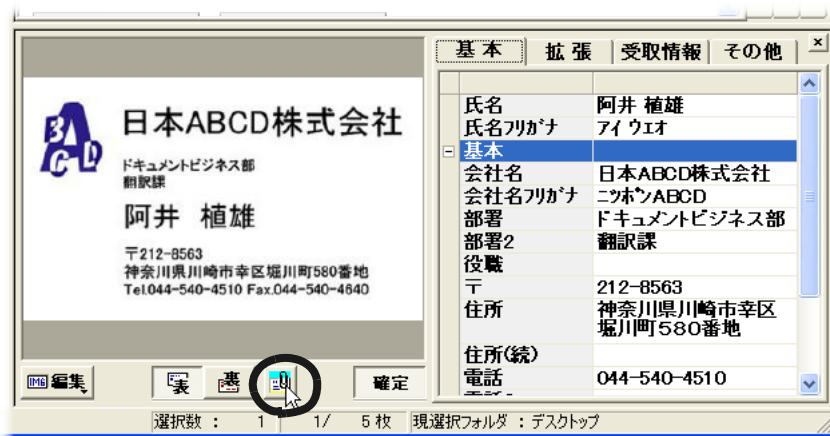 日本ABCD株式会社
ドキュメントビジネス部
翻訳課
阿井 植雄
〒212-8563
神奈川県川崎市幸区堀川町580番地
Tel.044-540-4510 Fax.044-540-4640
A
B
C D
IMG 編集
表
裏
確定
基本 拡張 受取情報 その他
氏名 阿井 植雄
氏名フリガナ アイ ウエオ
基本
会社名 日本ABCD株式会社
会社名フリガナ ニッポンABCD
部署 ドキュメントビジネス部
部署2 翻訳課
役職
〒 212-8563
住所 神奈川県川崎市幸区
堀川町580番地
住所(続)
電話 044-540-4510
選択数 : 1 1/ 5 枚 現選択フォルダ : デスクトップ